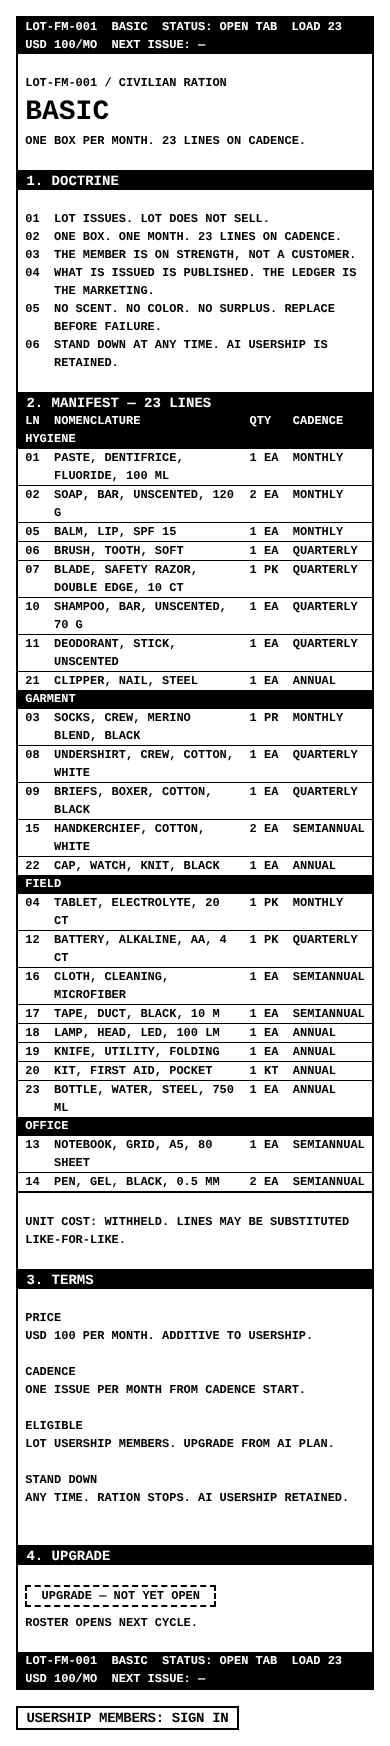 LOT-FM-001  BASIC  STATUS: OPEN TAB  LOAD 23
USD 100/MO  NEXT ISSUE: —
LOT-FM-001 / CIVILIAN RATION
BASIC
ONE BOX PER MONTH. 23 LINES ON CADENCE.
1. DOCTRINE
01  LOT ISSUES. LOT DOES NOT SELL.
02  ONE BOX. ONE MONTH. 23 LINES ON CADENCE.
03  THE MEMBER IS ON STRENGTH, NOT A CUSTOMER.
04  WHAT IS ISSUED IS PUBLISHED. THE LEDGER IS
THE MARKETING.
05  NO SCENT. NO COLOR. NO SURPLUS. REPLACE
BEFORE FAILURE.
06  STAND DOWN AT ANY TIME. AI USERSHIP IS
RETAINED.
2. MANIFEST — 23 LINES
LN  NOMENCLATURE  QTY  CADENCE
HYGIENE
01  PASTE, DENTIFRICE,  1 EA  MONTHLY
FLUORIDE, 100 ML
02  SOAP, BAR, UNSCENTED, 120  2 EA  MONTHLY
G
05  BALM, LIP, SPF 15  1 EA  MONTHLY
06  BRUSH, TOOTH, SOFT  1 EA  QUARTERLY
07  BLADE, SAFETY RAZOR,  1 PK  QUARTERLY
DOUBLE EDGE, 10 CT
10  SHAMPOO, BAR, UNSCENTED,  1 EA  QUARTERLY
70 G
11  DEODORANT, STICK,  1 EA  QUARTERLY
UNSCENTED
21  CLIPPER, NAIL, STEEL  1 EA  ANNUAL
GARMENT
03  SOCKS, CREW, MERINO  1 PR  MONTHLY
BLEND, BLACK
08  UNDERSHIRT, CREW, COTTON,  1 EA  QUARTERLY
WHITE
09  BRIEFS, BOXER, COTTON,  1 EA  QUARTERLY
BLACK
15  HANDKERCHIEF, COTTON,  2 EA  SEMIANNUAL
WHITE
22  CAP, WATCH, KNIT, BLACK  1 EA  ANNUAL
FIELD
04  TABLET, ELECTROLYTE, 20  1 PK  MONTHLY
CT
12  BATTERY, ALKALINE, AA, 4  1 PK  QUARTERLY
CT
16  CLOTH, CLEANING,  1 EA  SEMIANNUAL
MICROFIBER
17  TAPE, DUCT, BLACK, 10 M  1 EA  SEMIANNUAL
18  LAMP, HEAD, LED, 100 LM  1 EA  ANNUAL
19  KNIFE, UTILITY, FOLDING  1 EA  ANNUAL
20  KIT, FIRST AID, POCKET  1 KT  ANNUAL
23  BOTTLE, WATER, STEEL, 750  1 EA  ANNUAL
ML
OFFICE
13  NOTEBOOK, GRID, A5, 80  1 EA  SEMIANNUAL
SHEET
14  PEN, GEL, BLACK, 0.5 MM  2 EA  SEMIANNUAL
UNIT COST: WITHHELD. LINES MAY BE SUBSTITUTED
LIKE-FOR-LIKE.
3. TERMS
PRICE
USD 100 PER MONTH. ADDITIVE TO USERSHIP.
CADENCE
ONE ISSUE PER MONTH FROM CADENCE START.
ELIGIBLE
LOT USERSHIP MEMBERS. UPGRADE FROM AI PLAN.
STAND DOWN
ANY TIME. RATION STOPS. AI USERSHIP RETAINED.
4. UPGRADE
UPGRADE — NOT YET OPEN
ROSTER OPENS NEXT CYCLE.
LOT-FM-001  BASIC  STATUS: OPEN TAB  LOAD 23
USD 100/MO  NEXT ISSUE: —
USERSHIP MEMBERS: SIGN IN